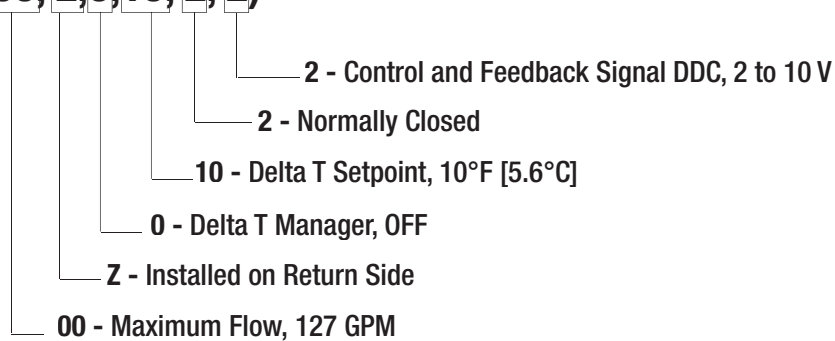 2 - Control and Feedback Signal DDC, 2 to 10 V
2 - Normally Closed
10 - Delta T Setpoint, 10°F [5.6°C]
0 - Delta T Manager, OFF
Z - Installed on Return Side
00 - Maximum Flow, 127 GPM